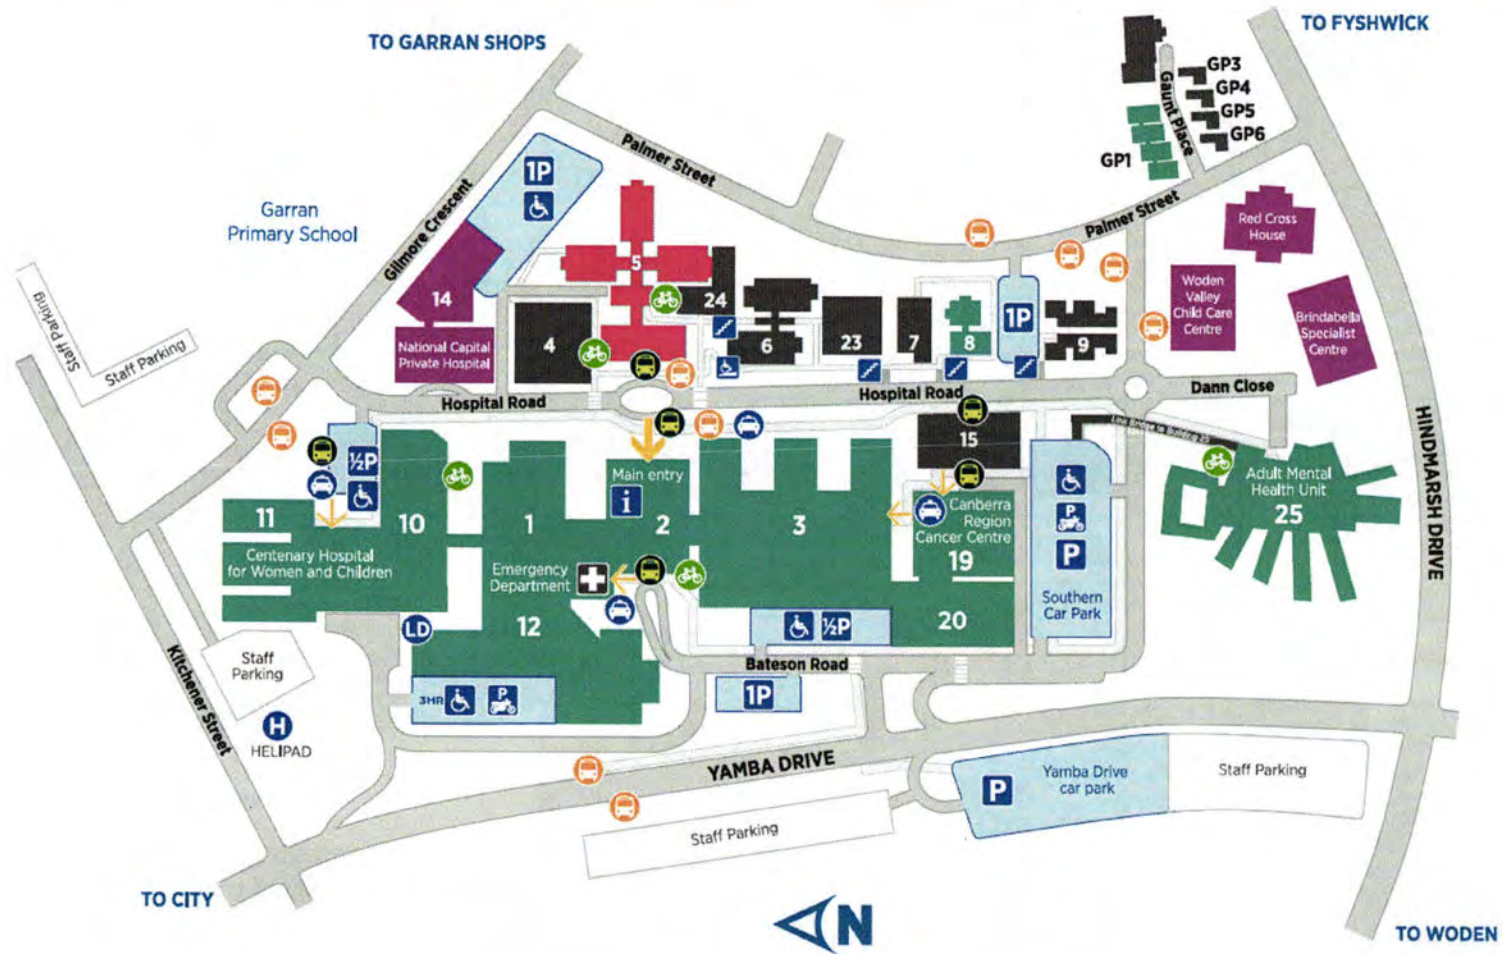 TO GARRAN SHOPS
TO FYSHWICK
GP3
GP4
GP5
GP6
GP1
Gaunt Place
Palmer Street
Palmer Street
1P
Garran
Primary School
Gilmore Crescent
Staff Parking
Staff Parking
14
National Capital
Private Hospital
4
5
24
6
23
7
8
1P
9
Red Cross
House
Woden
Valley
Child Care
Centre
Brindabella
Specialist
Centre
Hospital Road
Hospital Road
Dann Close
HINDMARSH DRIVE
Link Bridge to Building 25
½P
11
10
Centenary Hospital
for Women and Children
1
Main entry
i
2
3
15
Canberra
Region
Cancer Centre
19
20
P
P
Southern
Car Park
Adult Mental
Health Unit
25
Emergency
Department
12
LD
½P
Bateson Road
1P
3HR
P
Staff
Parking
H
HELIPAD
Kitchener Street
YAMBA DRIVE
Staff Parking
P
Yamba Drive
car park
Staff Parking
TO CITY
N
TO WODEN